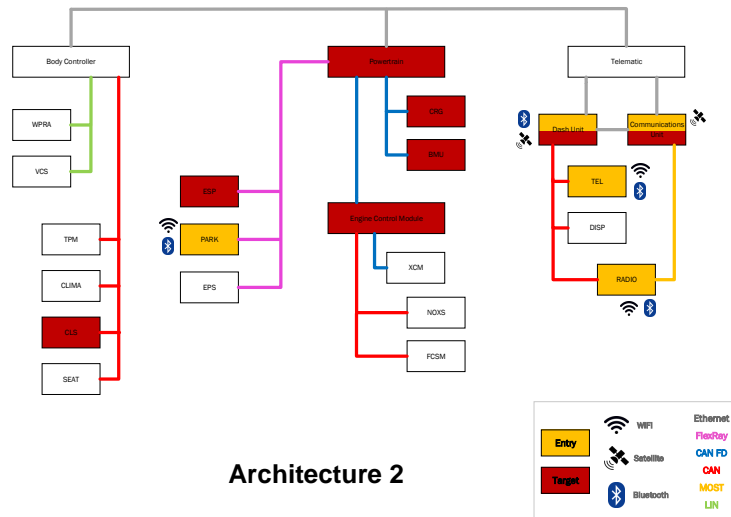 Body Controller
Powertrain
Telematic
WPRA
VCS
CRG
BMU
Dash Unit
Communications
Unit
TEL
DISP
RADIO
ESP
PARK
EPS
Engine Control Module
XCM
NOXS
FCSM
TPM
CLIMA
CLS
SEAT
Architecture 2
Entry
Target
WiFi
Satellite
Bluetooth
Ethernet
FlexRay
CAN FD
CAN
MOST
LIN